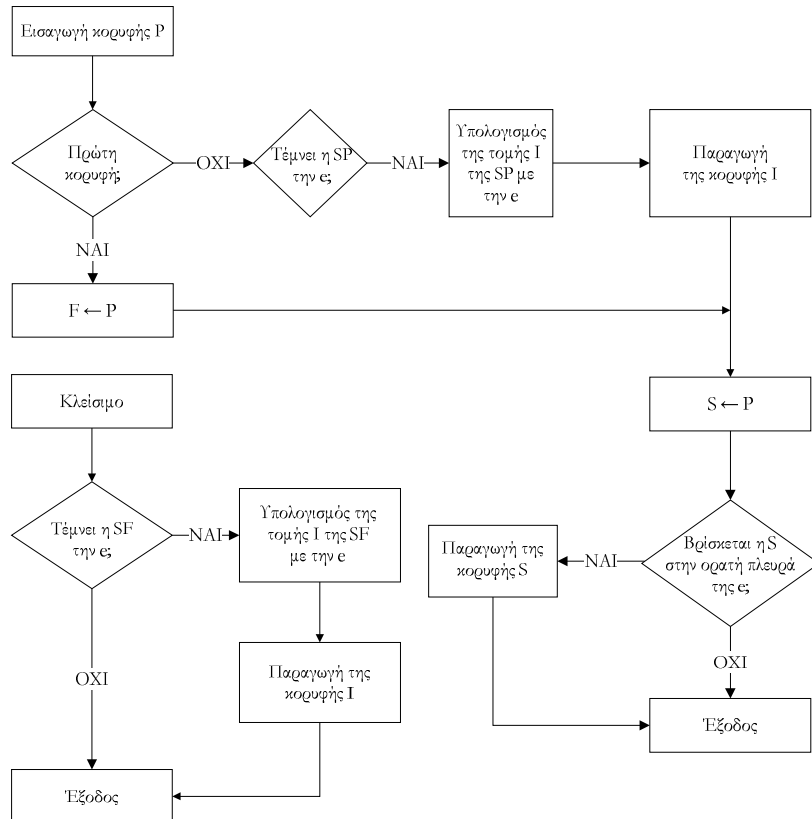 Εισαγωγή κορυφής P
Πρώτη
κορυφή;
ΟΧΙ
Τέμνει η SP
την e;
ΝΑΙ
Υπολογισμός
της τομής I
της SP με
την e
Παραγωγή
της κορυφής I
ΝΑΙ
F ← P
S ← P
Κλείσιμο
Τέμνει η SF
την e;
ΝΑΙ
Υπολογισμός της
τομής I της SF
με την e
Παραγωγή της
κορυφής I
ΟΧΙ
Έξοδος
Βρίσκεται η S
στην ορατή πλευρά
της e;
ΝΑΙ
Παραγωγή της
κορυφής S
ΟΧΙ
Έξοδος